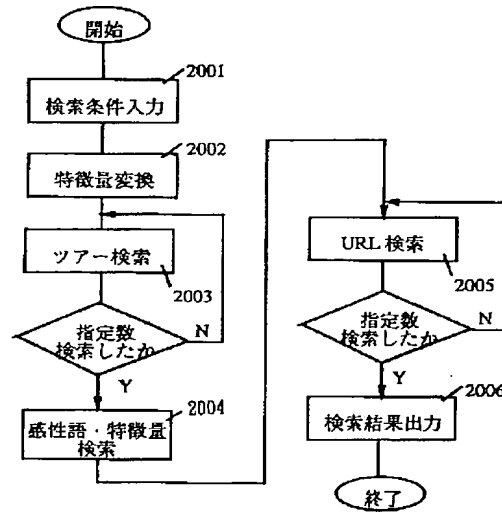 開始
2001
検索条件入力
2002
特徴量変換
ツアー検索
2003
指定数
検索したか
N
Y
2004
感性語・特徴量
検索
URL 検索
2005
指定数
検索したか
N
Y
2006
検索結果出力
終了